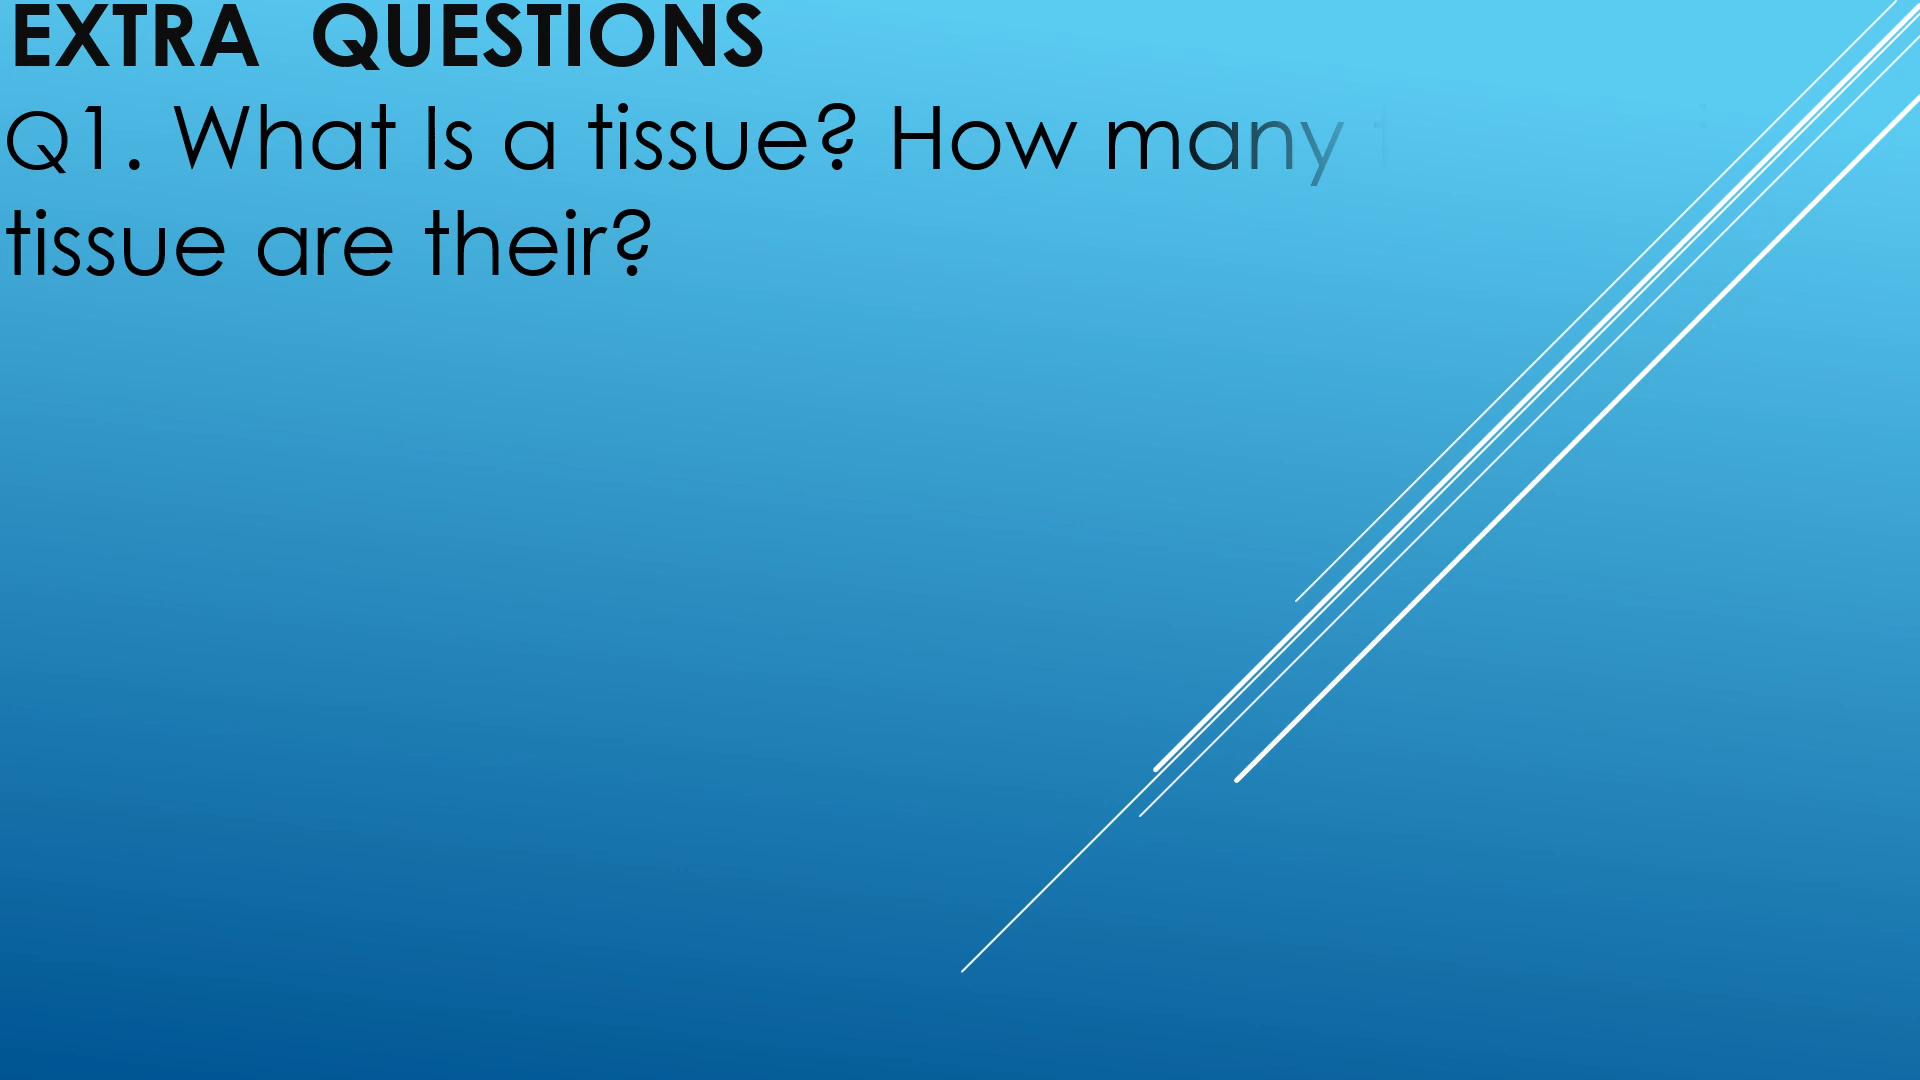 EXTRA QUESTIONS
Q1. What Is a tissue? How many
tissue are their?